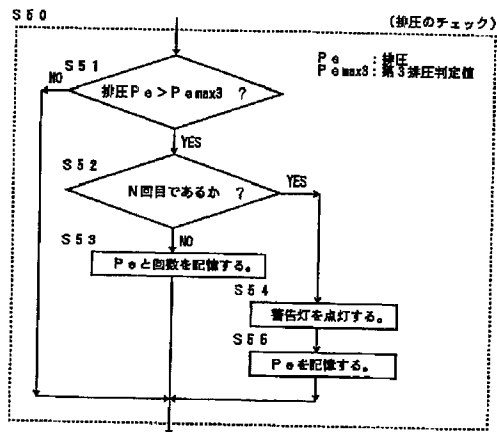 S50
(排圧のチェック)
Pe :排圧
Pemax3:第3排圧判定値
S51
NO
排圧Pe>Pemax3 ?
YES
S52
N回目であるか ?
YES
S53
NO
Peと回数を記憶する。
S54
警告灯を点灯する。
S55
Peを記憶する。